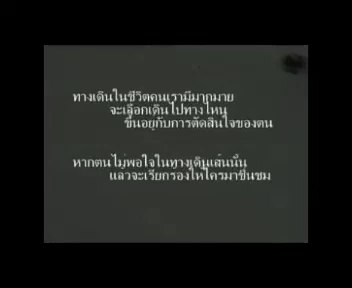 ทางเดินในชีวิตคนเรามีมากมาย
จะเลือกเดินไปทางไหน
ขึ้นอยู่กับการตัดสินใจของตน
หากตนไม่พอใจในทางเดินเส้นนั้น
แล้วจะเรียกร้องให้ใครมาชื่นชม